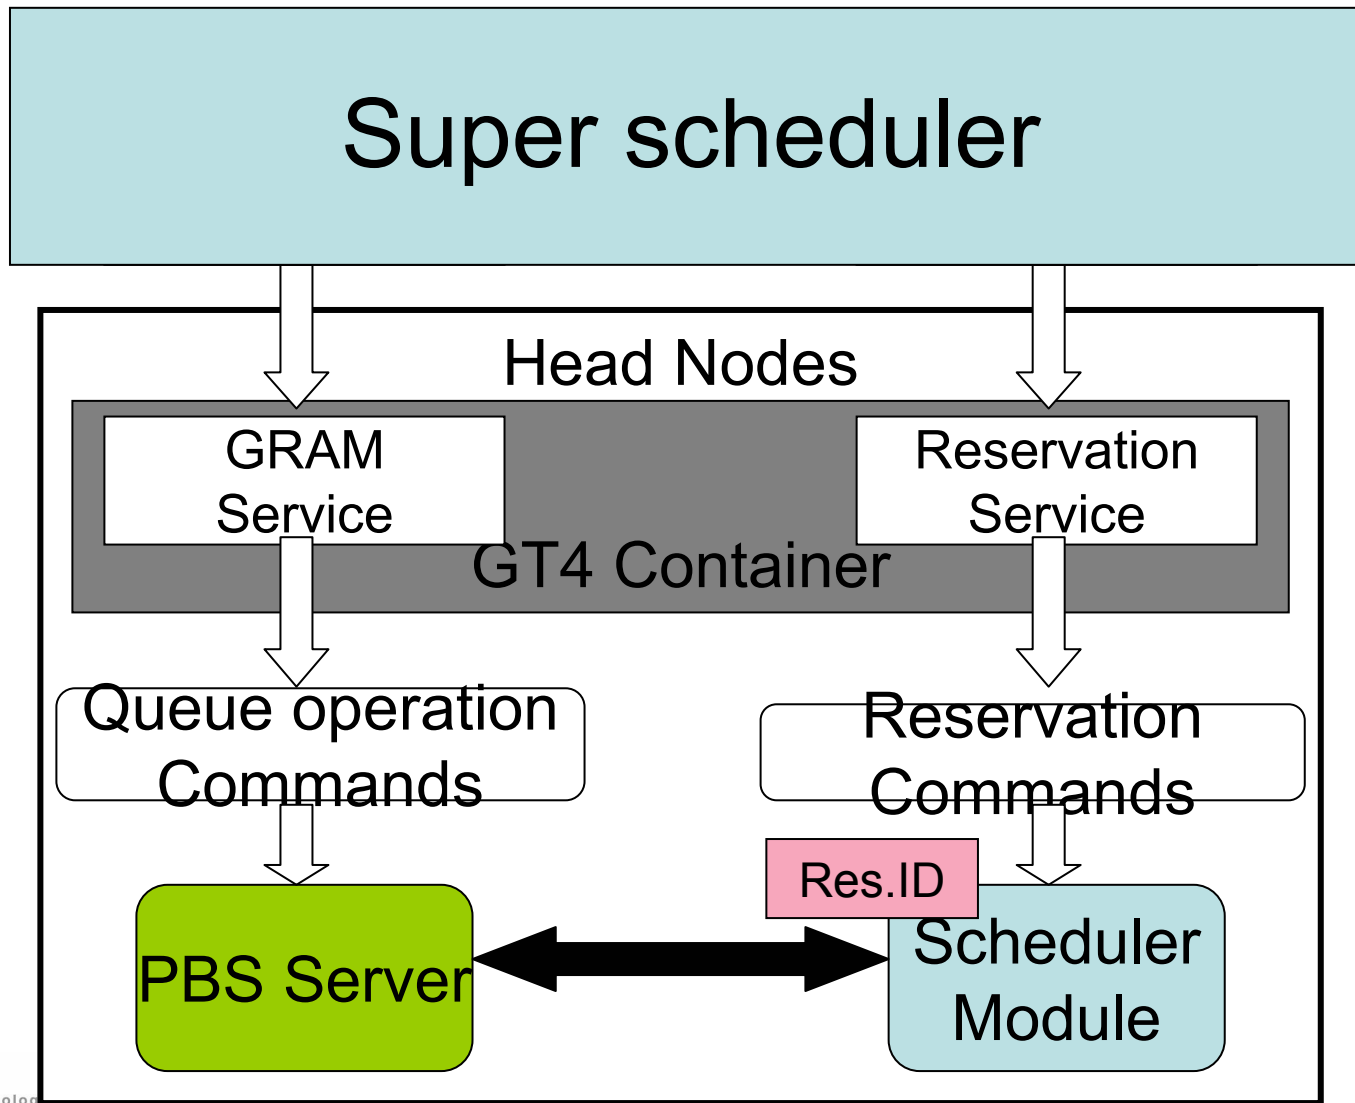 Super scheduler
Head Nodes
GRAM
Service
Reservation
Service
GT4 Container
Queue operation
Commands
Reservation
Commands
Res.ID
PBS Server
Scheduler
Module